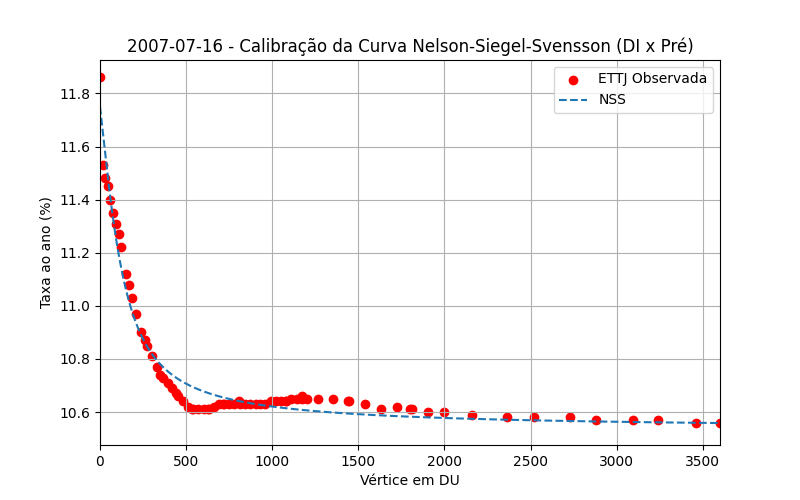 2007-07-16 - Calibração da Curva Nelson-Siegel-Svensson (DI x Pré)
ETTJ Observada
NSS
Taxa ao ano (%)
11.8
11.6
11.4
11.2
11.0
10.8
10.6
0 500 1000 1500 2000 2500 3000 3500
Vértice em DU